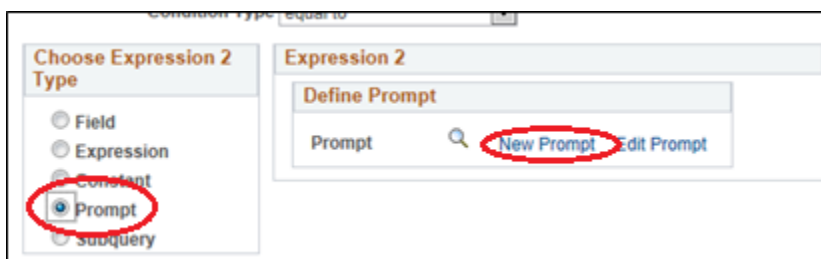 Condition Type equal to
Choose Expression 2
Type
Field
Expression
Constant
Prompt
Subquery
Expression 2
Define Prompt
Prompt New Prompt Edit Prompt